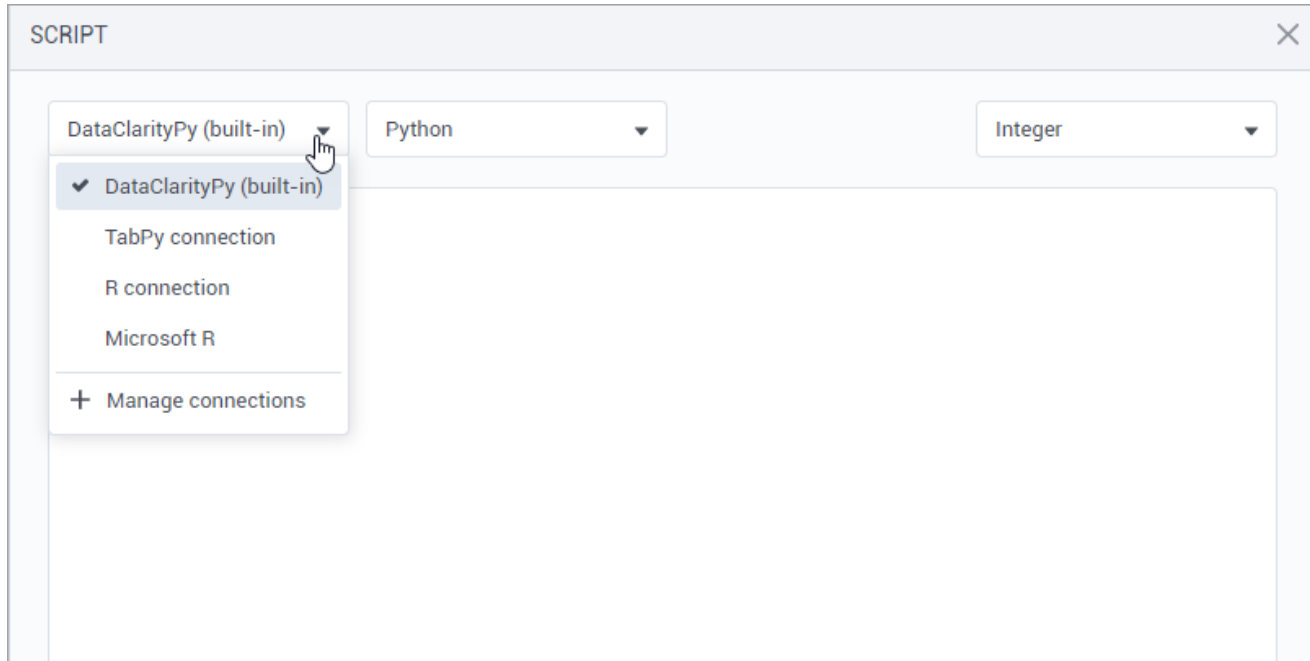 SCRIPT
DataClarityPy (built-in)
Python
Integer
DataClarityPy (built-in)
TabPy connection
R connection
Microsoft R
Manage connections